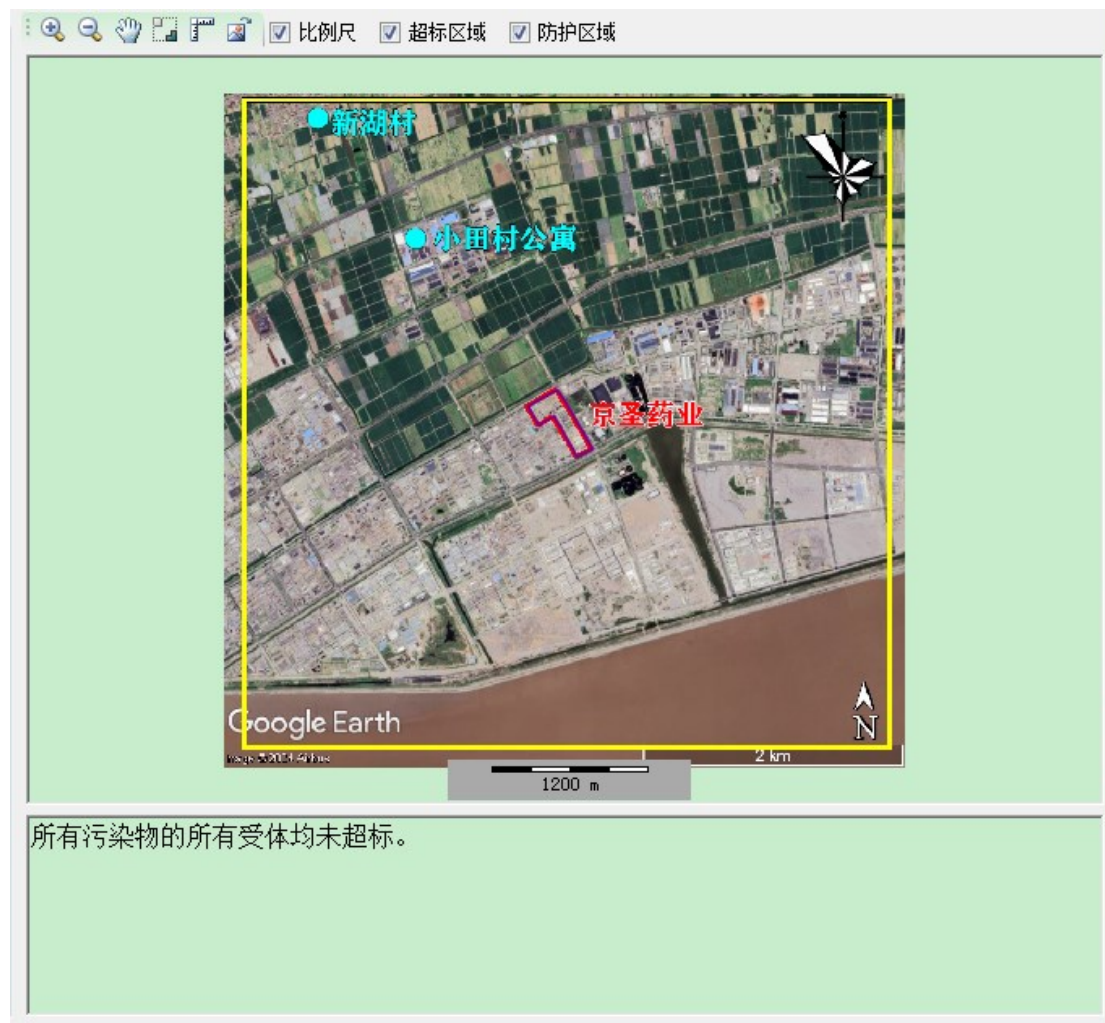 比例尺 超标区域 防护区域
新湖村
小田村公寓
京圣药业
Google Earth
N
2 km
1200 m
所有污染物的所有受体均未超标。